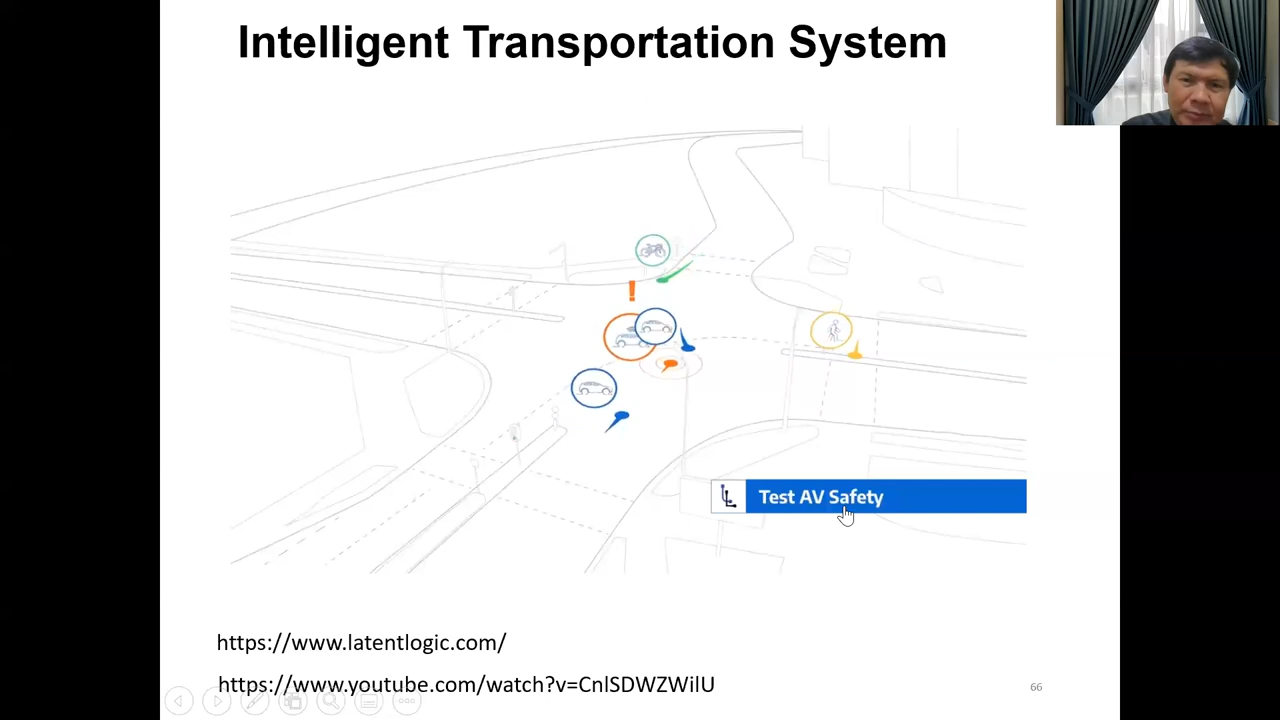 Intelligent Transportation System
!
Test AV Safety
https://www.latentlogic.com/
https://www.youtube.com/watch?v=CnlSDWZWilU
66